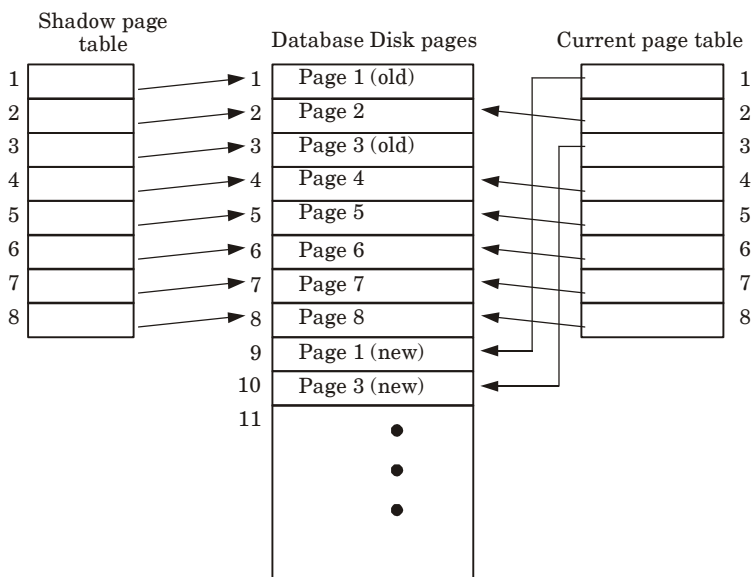 Shadow page
table
Database Disk pages
Current page table
1 1 Page 1 (old) 1
2 2 Page 2 2
3 3 Page 3 (old) 3
4 4 Page 4 4
5 5 Page 5 5
6 6 Page 6 6
7 7 Page 7 7
8 8 Page 8 8
9 Page 1 (new)
10 Page 3 (new)
11